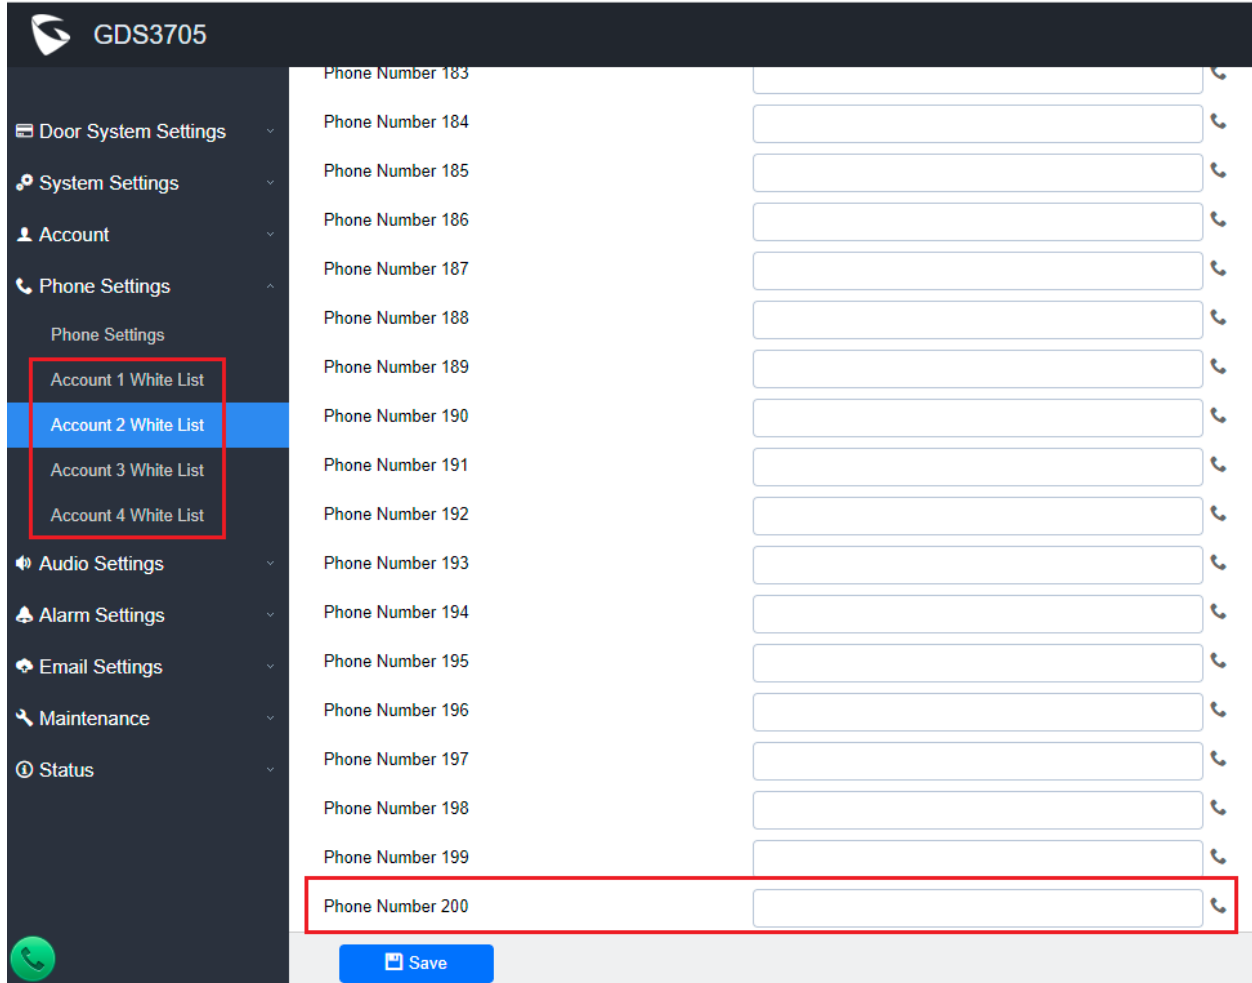 GDS3705
Door System Settings
System Settings
Account
Phone Settings
Phone Settings
Account 1 White List
Account 2 White List
Account 3 White List
Account 4 White List
Audio Settings
Alarm Settings
Email Settings
Maintenance
Status
Phone Number 183
Phone Number 184
Phone Number 185
Phone Number 186
Phone Number 187
Phone Number 188
Phone Number 189
Phone Number 190
Phone Number 191
Phone Number 192
Phone Number 193
Phone Number 194
Phone Number 195
Phone Number 196
Phone Number 197
Phone Number 198
Phone Number 199
Phone Number 200
Save